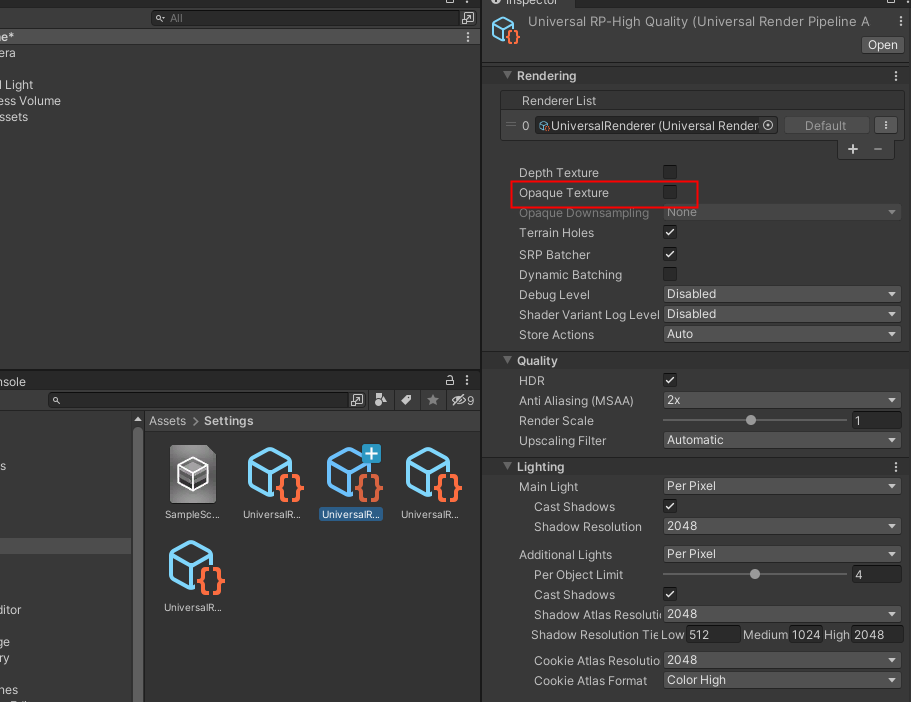 All
e*
era
l Light
ess Volume
ssets
Inspector
Universal RP-High Quality (Universal Render Pipeline A
Open
Rendering
Renderer List
0 UniversalRenderer (Universal Render Default
+ −
Depth Texture
Opaque Texture
Opaque Downsampling None
Terrain Holes
SRP Batcher
Dynamic Batching
Debug Level Disabled
Shader Variant Log Level Disabled
Store Actions Auto
Quality
HDR
Anti Aliasing (MSAA) 2x
Render Scale 1
Upscaling Filter Automatic
Lighting
Main Light Per Pixel
Cast Shadows
Shadow Resolution 2048
Additional Lights Per Pixel
Per Object Limit 4
Cast Shadows
Shadow Atlas Resoluti 2048
Shadow Resolution Tie Low 512 Medium 1024 High 2048
Cookie Atlas Resolutio 2048
Cookie Atlas Format Color High
nsole
9
Assets > Settings
SampleSc...
UniversalR...
UniversalR...
UniversalR...
UniversalR...
s
ditor
ge
ry
nes